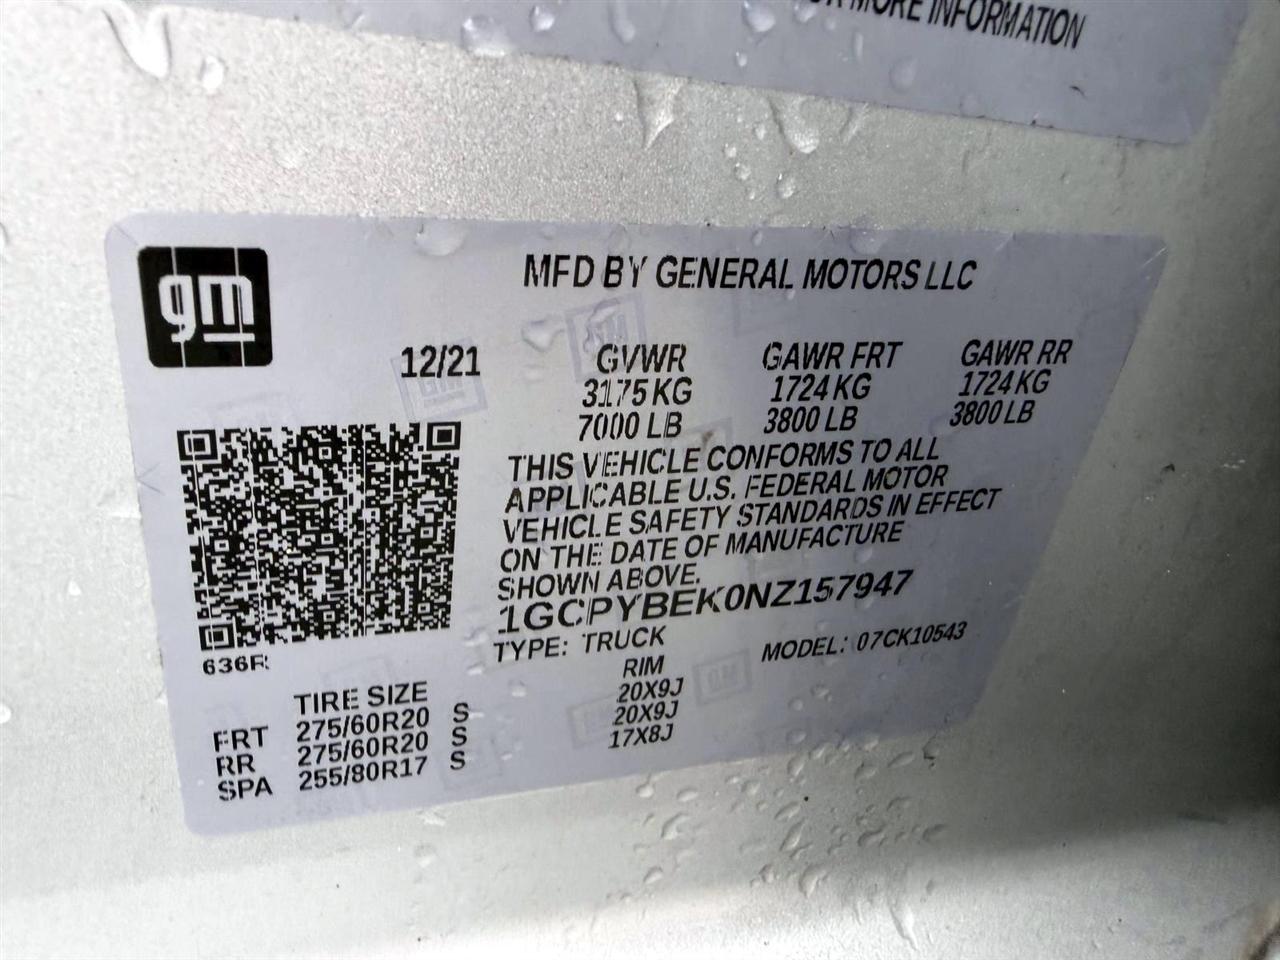 MORE INFORMATION
gm
MFD BY GENERAL MOTORS LLC
12/21 GVWR GAWR FRT GAWR RR
3175 KG 1724 KG 1724 KG
7000 LB 3800 LB 3800 LB
THIS VEHICLE CONFORMS TO ALL
APPLICABLE U.S. FEDERAL MOTOR
VEHICLE SAFETY STANDARDS IN EFFECT
ON THE DATE OF MANUFACTURE
SHOWN ABOVE.
1GCPYBEK0NZ157947
TYPE: TRUCK MODEL: 07CK10543
636R
TIRE SIZE RIM
FRT 275/60R20 S 20X9J
RR 275/60R20 S 20X9J
SPA 255/80R17 S 17X8J